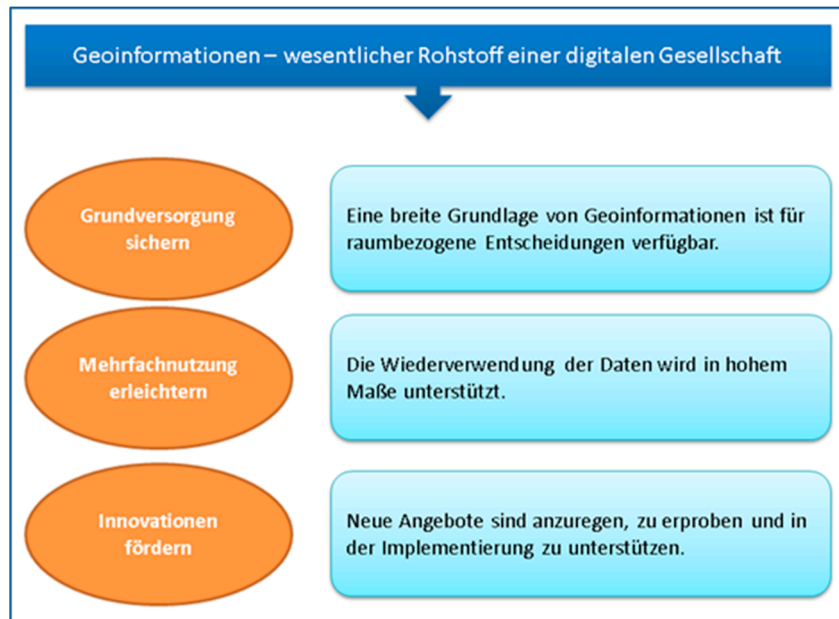 Geoinformationen – wesentlicher Rohstoff einer digitalen Gesellschaft
Grundversorgung
sichern
Eine breite Grundlage von Geoinformationen ist für
raumbezogene Entscheidungen verfügbar.
Mehrfachnutzung
erleichtern
Die Wiederverwendung der Daten wird in hohem
Maße unterstützt.
Innovationen
fördern
Neue Angebote sind anzuregen, zu erproben und in
der Implementierung zu unterstützen.